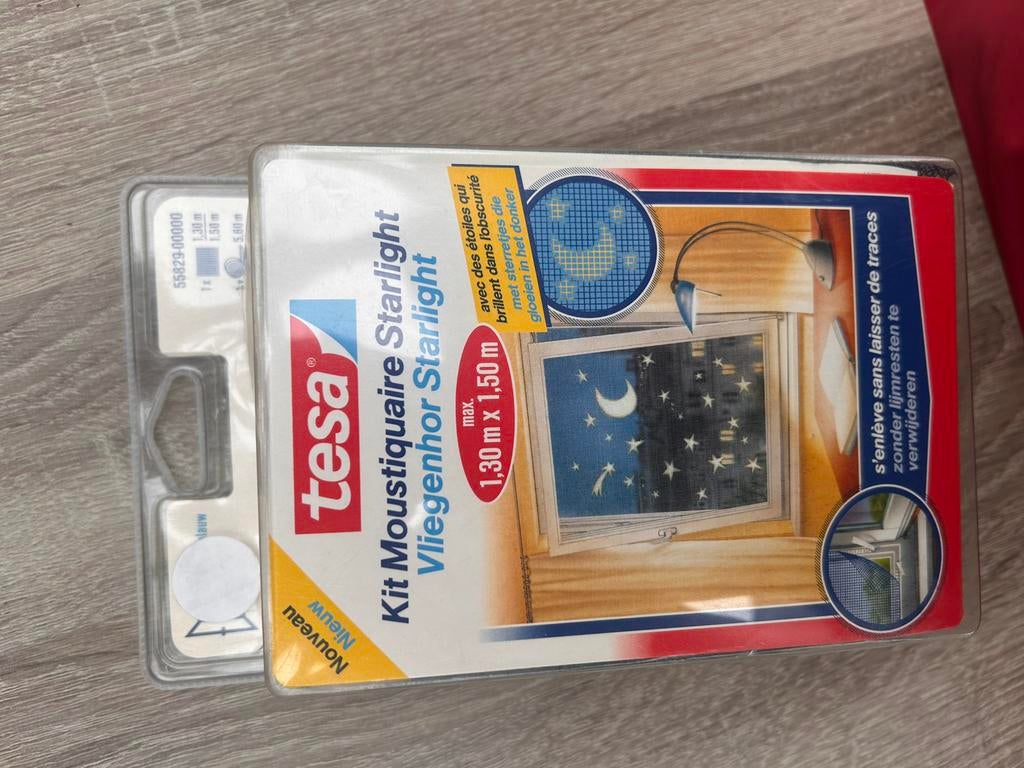 55829-00000
1x
1,30 m
1,50 m
5,60 m
tesa®
Nouveau
Nieuw
Kit Moustiquaire Starlight
Vliegenhor Starlight
max.
1,30 m x 1,50 m
avec des étoiles qui
brillent dans l'obscurité
met sterretjes die
gloeien in het donker
s'enlève sans laisser de traces
zonder lijmresten te
verwijderen